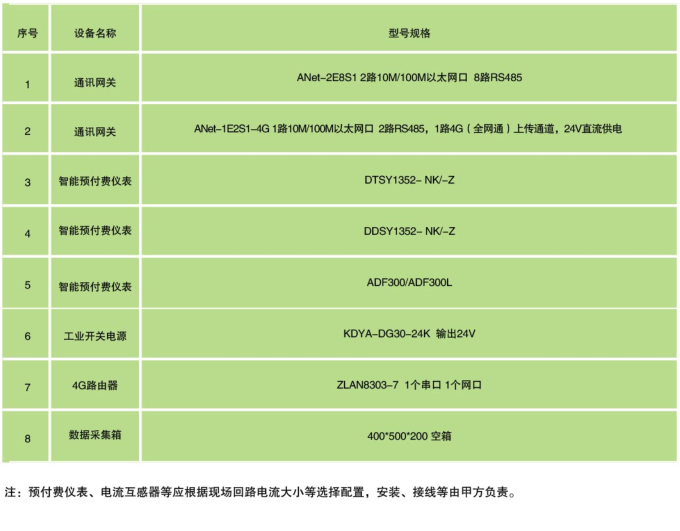 序号 设备名称 型号规格
1 通讯网关 ANet-2E8S1 2路10M/100M以太网口 8路RS485
2 通讯网关 ANet-1E2S1-4G 1路10M/100M以太网口 2路RS485，1路4G（全网通）上传通道，24V直流供电
3 智能预付费仪表 DTSY1352- NK/-Z
4 智能预付费仪表 DDSY1352- NK/-Z
5 智能预付费仪表 ADF300/ADF300L
6 工业开关电源 KDYA-DG30-24K 输出24V
7 4G路由器 ZLAN8303-7 1个串口 1个网口
8 数据采集箱 400*500*200 空箱
注：预付费仪表、电流互感器等应根据现场回路电流大小等选择配置，安装、接线等由甲方负责。